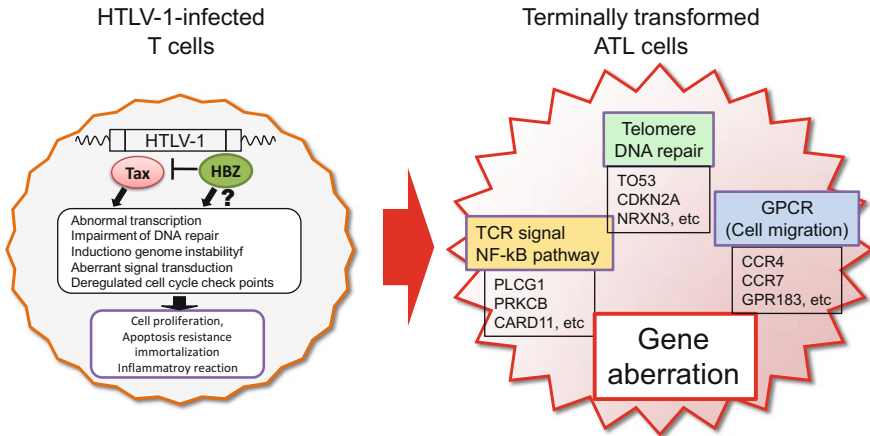 HTLV-1-infected
T cells
HTLV-1
Tax
HBZ
?
Abnormal transcription
Impairment of DNA repair
Inductiono genome instabilityf
Aberrant signal transduction
Deregulated cell cycle check points
Cell proliferation,
Apoptosis resistance
immortalization
Inflammatroy reaction
Terminally transformed
ATL cells
Telomere
DNA repair
TO53
CDKN2A
NRXN3, etc
TCR signal
NF-kB pathway
PLCG1
PRKCB
CARD11, etc
GPCR
(Cell migration)
CCR4
CCR7
GPR183, etc
Gene
aberration